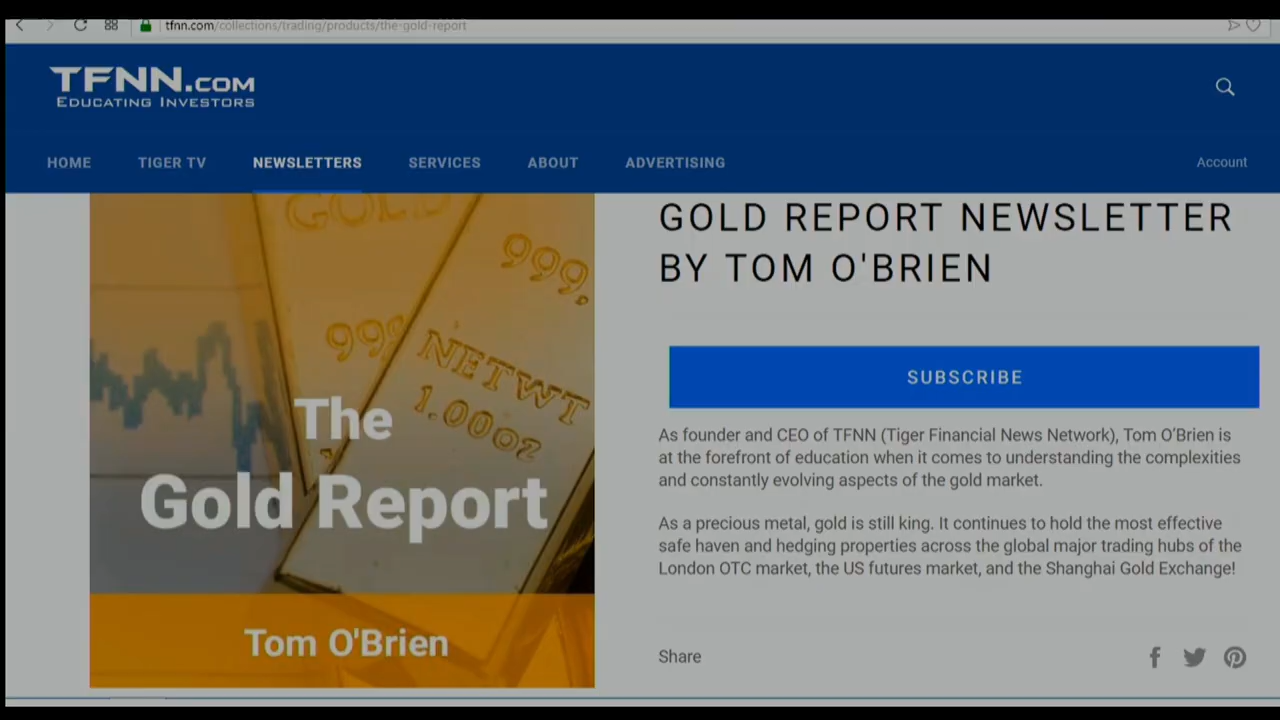 tfnn.com/collections/trading/products/the-gold-report
TFNN.COM
EDUCATING INVESTORS
HOME TIGER TV NEWSLETTERS SERVICES ABOUT ADVERTISING Account
GOLD
999.
999
NETWT
1.00OZ
The
Gold Report
Tom O'Brien
GOLD REPORT NEWSLETTER
BY TOM O'BRIEN
SUBSCRIBE
As founder and CEO of TFNN (Tiger Financial News Network), Tom O'Brien is
at the forefront of education when it comes to understanding the complexities
and constantly evolving aspects of the gold market.
As a precious metal, gold is still king. It continues to hold the most effective
safe haven and hedging properties across the global major trading hubs of the
London OTC market, the US futures market, and the Shanghai Gold Exchange!
Share